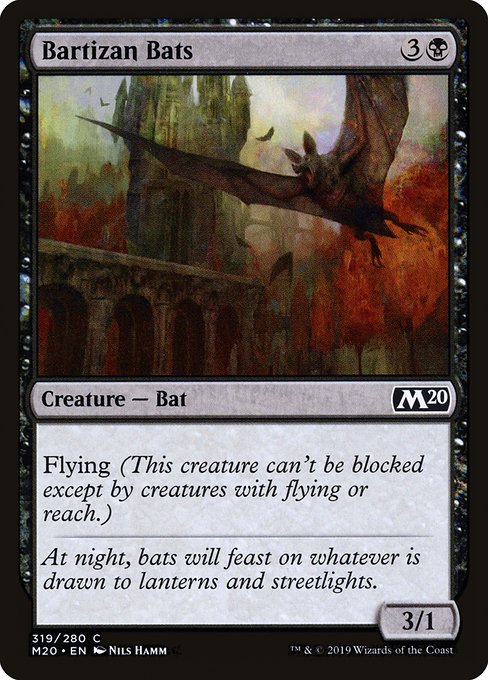 Bartizan Bats 3
Creature — Bat M20
Flying (This creature can't be blocked
except by creatures with flying or
reach.)
At night, bats will feast on whatever is
drawn to lanterns and streetlights.
3/1
319/280 C
M20 • EN Nils Hamm
™ & © 2019 Wizards of the Coast